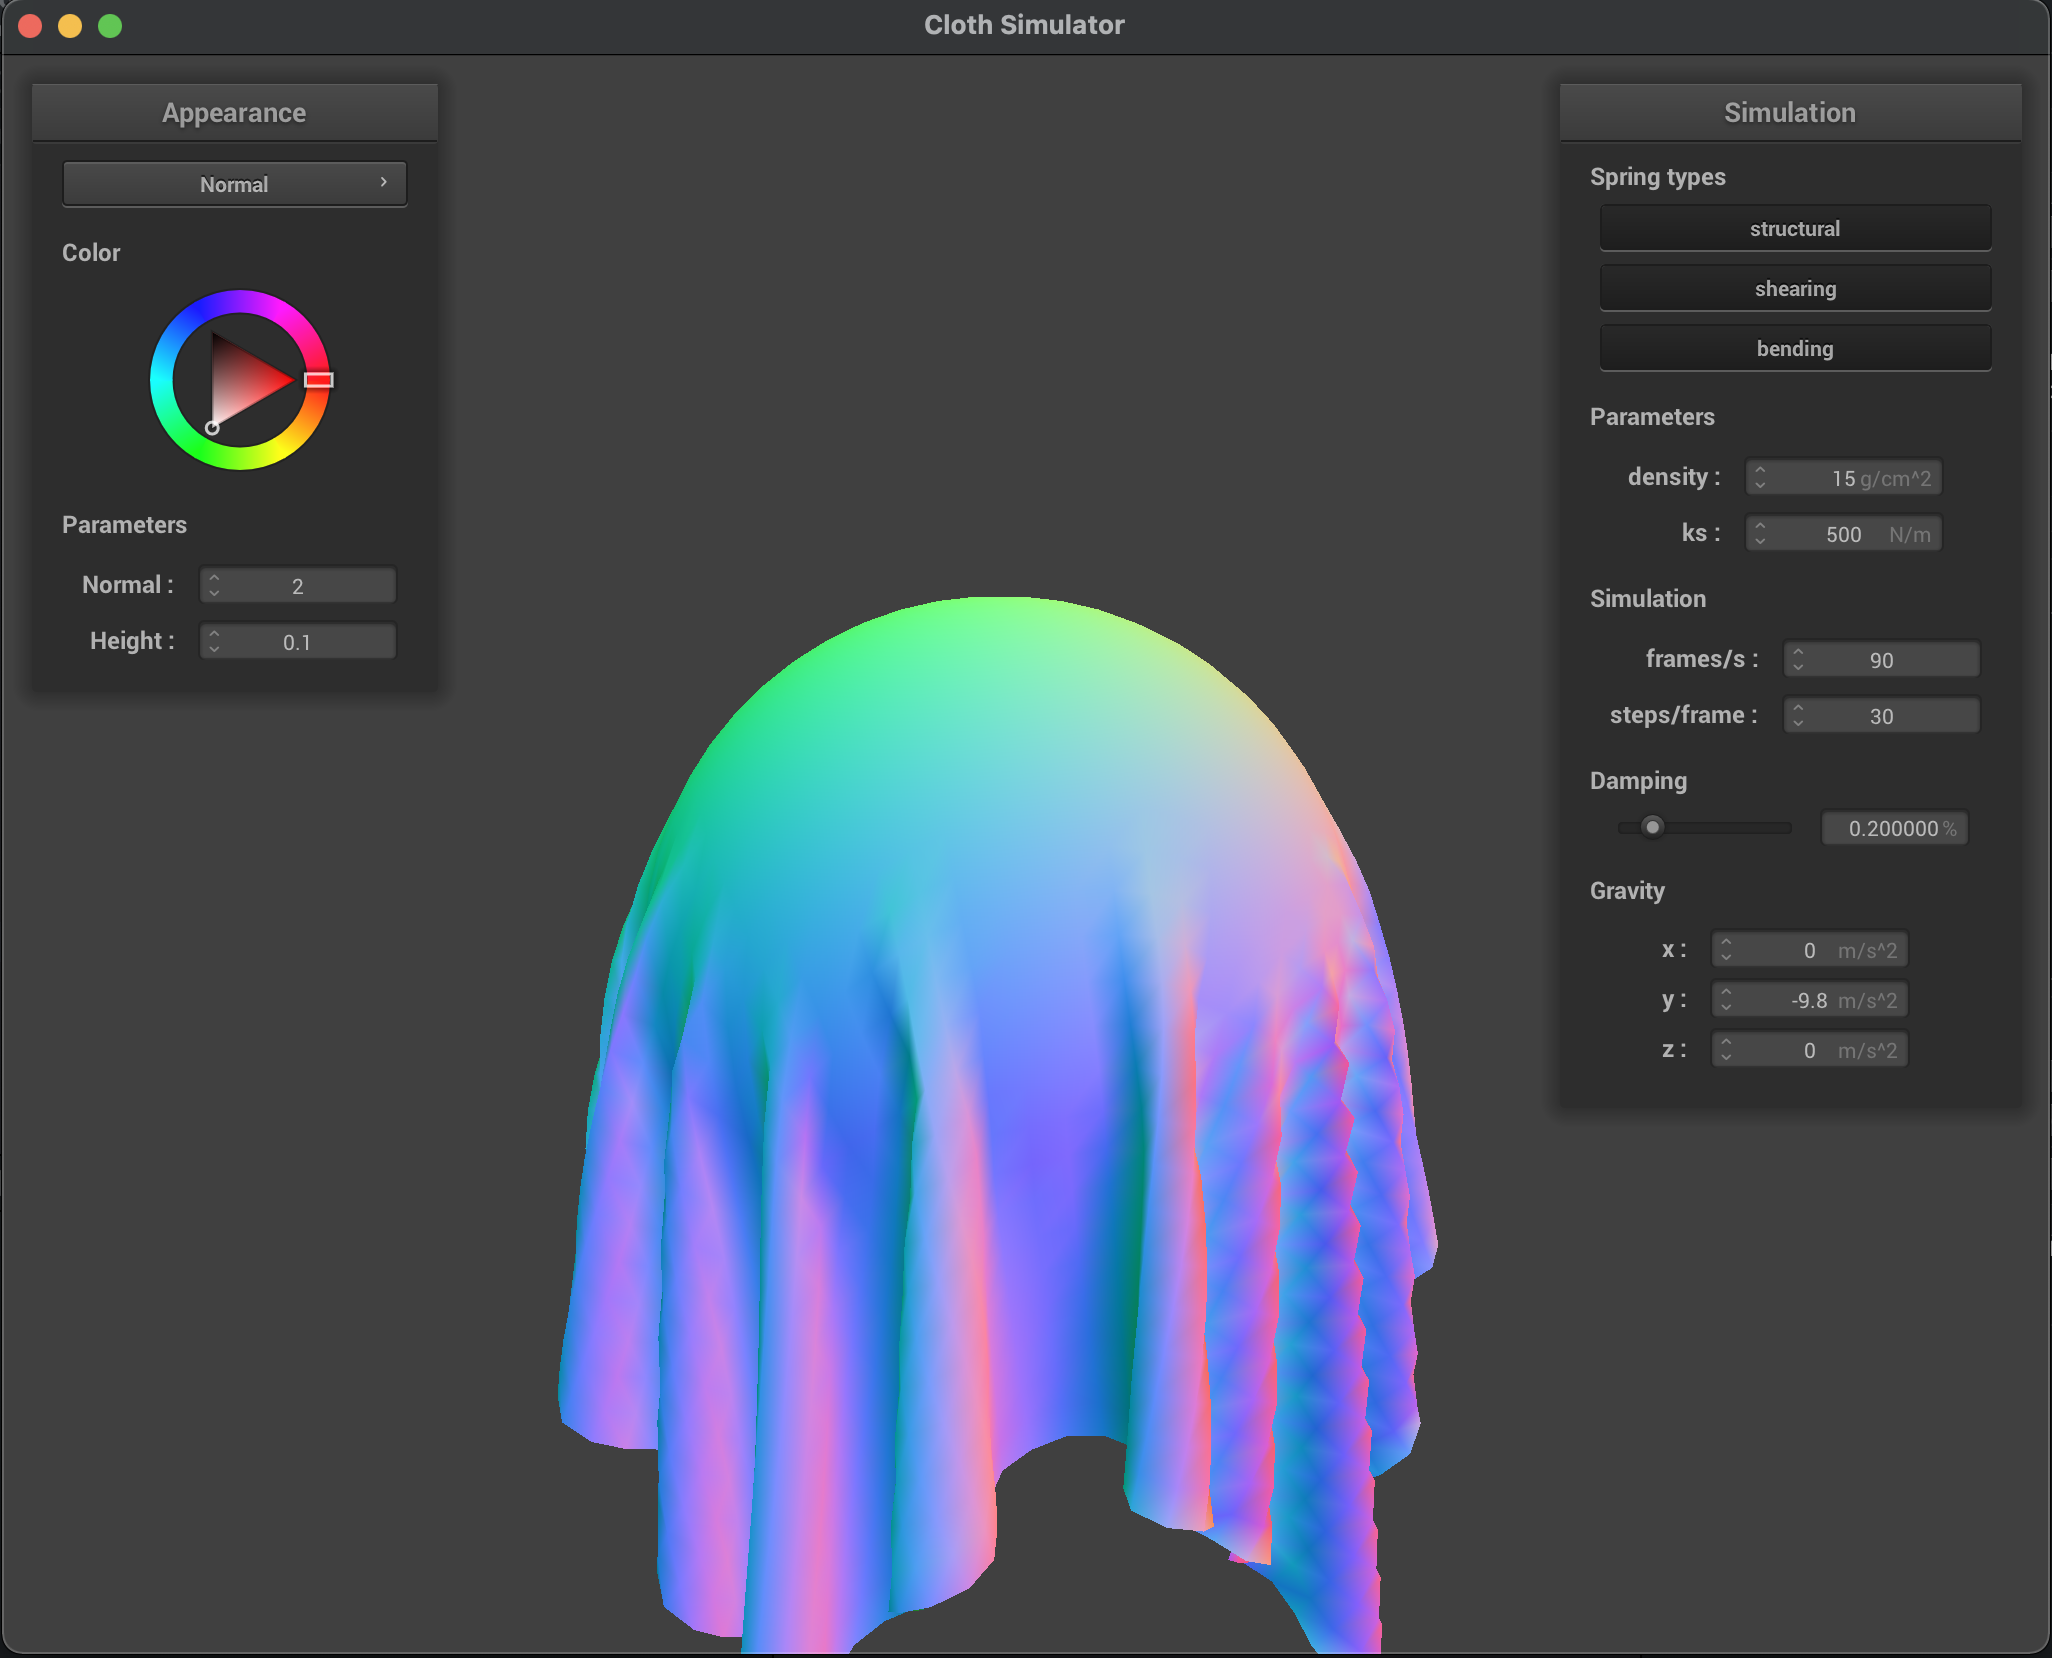 Cloth Simulator
Appearance
Normal
Color
Parameters
Normal : 2
Height : 0.1
Simulation
Spring types
structural
shearing
bending
Parameters
density : 15 g/cm^2
ks : 500 N/m
Simulation
frames/s : 90
steps/frame : 30
Damping
0.200000 %
Gravity
x : 0 m/s^2
y : -9.8 m/s^2
z : 0 m/s^2